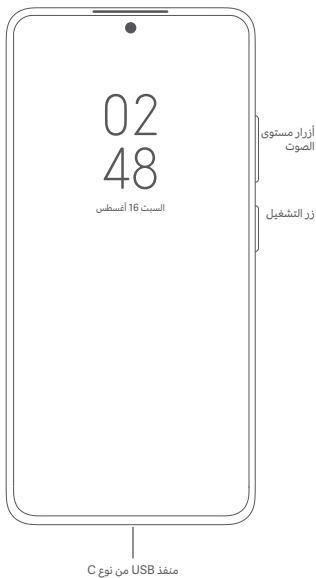 02
48
السبت 16 أغسطس
أزرار مستوى
الصوت
زر التشغيل
منفذ USB من نوع C